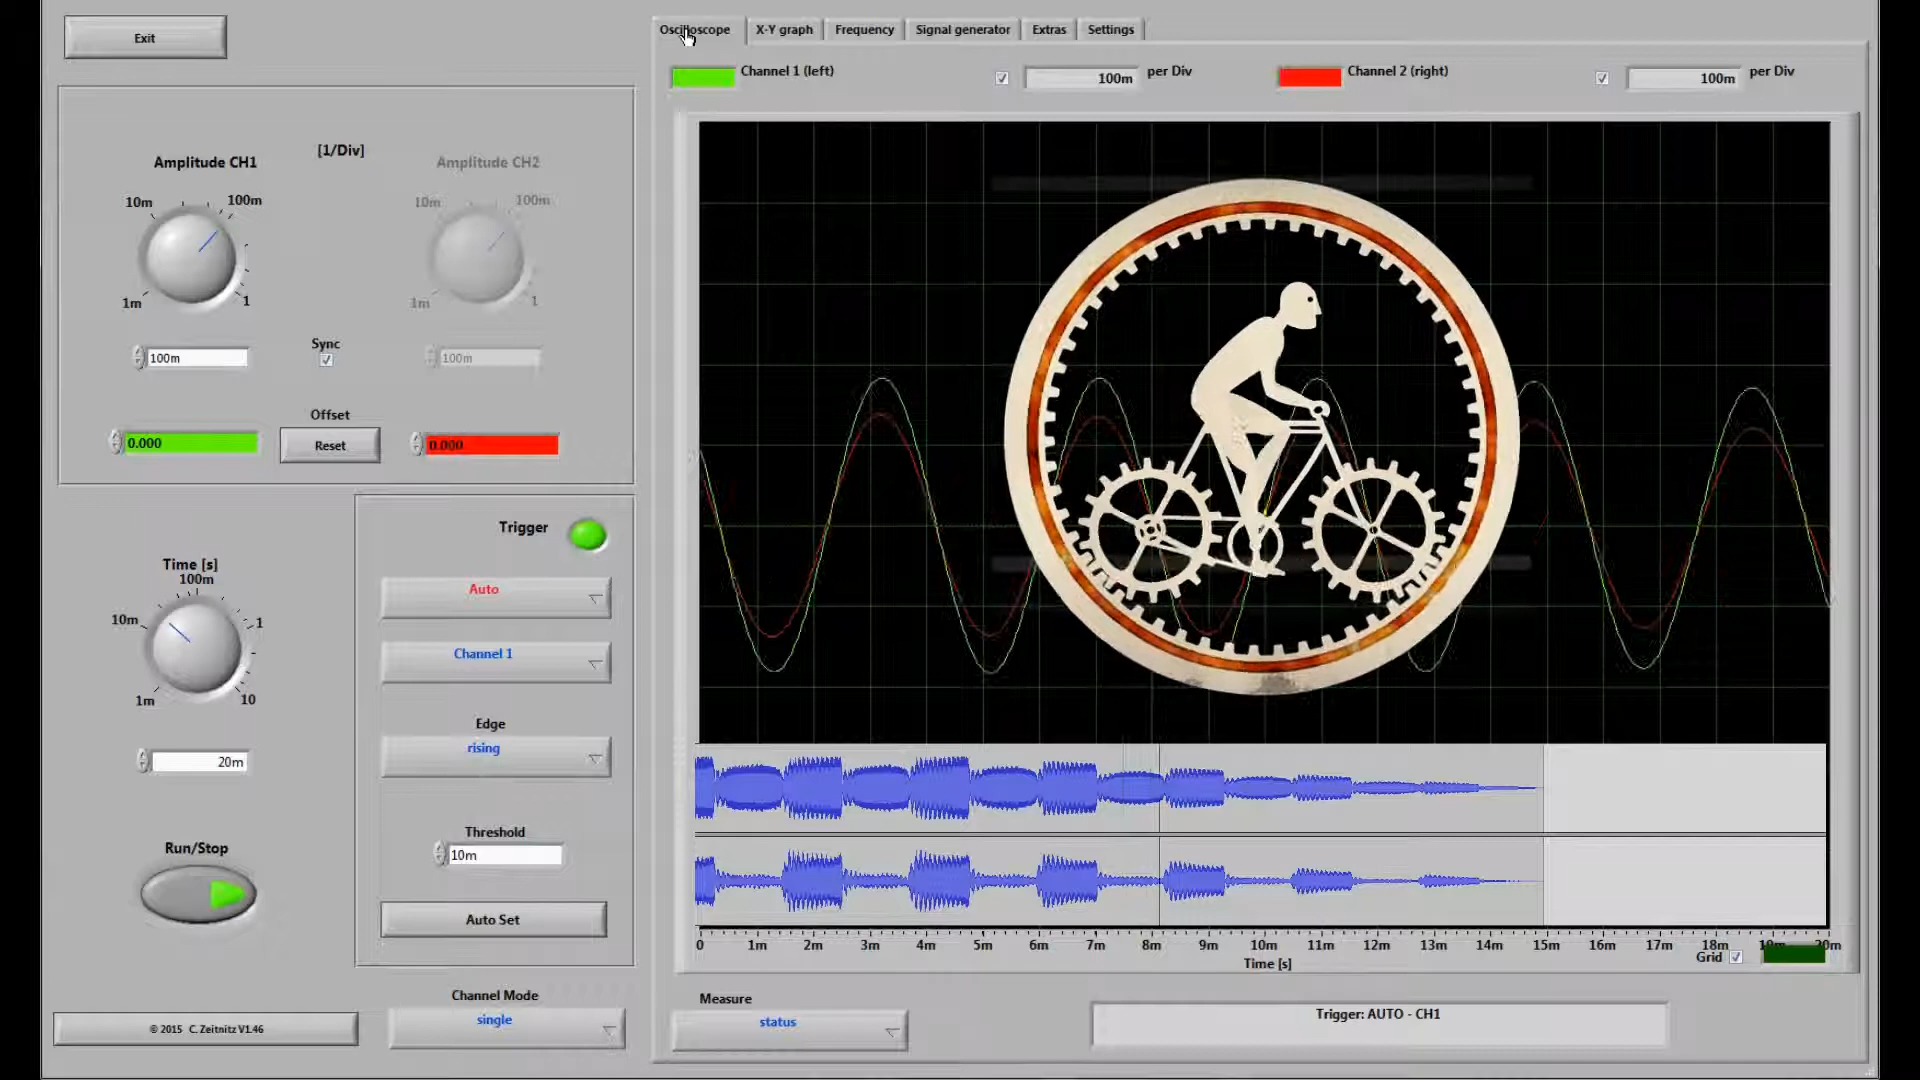 Exit
Oscilloscope X-Y graph Frequency Signal generator Extras Settings
Channel 1 (left) 100m per Div Channel 2 (right) 100m per Div
[1/Div]
Amplitude CH1 Amplitude CH2
10m 100m 10m 100m
1m 1 1m 1
Sync
100m 100m
Offset
0.000 Reset 0.000
Trigger
Auto
Channel 1
Edge
rising
Threshold
10m
Auto Set
Time [s]
100m
10m 1
1m 10
20m
Run/Stop
0 1m 2m 3m 4m 5m 6m 7m 8m 9m 10m 11m 12m 13m 14m 15m 16m 17m 18m 19m 20m
Time [s]
Grid
Channel Mode
single
© 2015 C. Zeitnitz V1.46
Measure
status
Trigger: AUTO - CH1